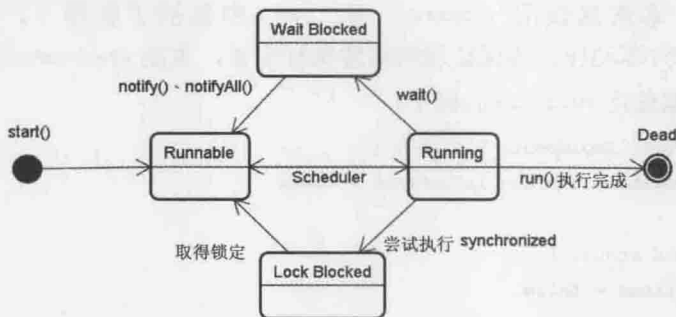 Wait Blocked
notify()、notifyAll()
wait()
start()
Dead
Runnable
Running
Scheduler
run()执行完成
取得锁定
尝试执行 synchronized
Lock Blocked